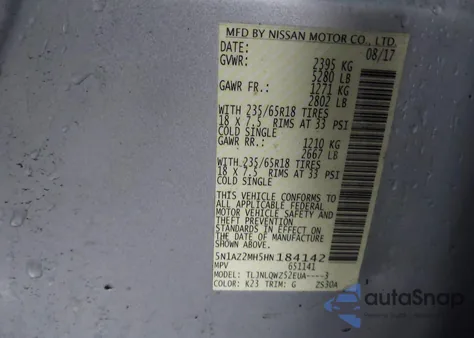 MFD BY NISSAN MOTOR CO., LTD.
DATE: 08/17
GVWR: 2395 KG
5280 LB
GAWR FR.: 1271 KG
2802 LB
WITH 235/65R18 TIRES
18 X 7.5 RIMS AT 33 PSI
COLD SINGLE
GAWR RR.: 1210 KG
2667 LB
WITH 235/65R18 TIRES
18 X 7.5 RIMS AT 33 PSI
COLD SINGLE
THIS VEHICLE CONFORMS TO
ALL APPLICABLE FEDERAL
MOTOR VEHICLE SAFETY AND
THEFT PREVENTION
STANDARDS IN EFFECT ON
THE DATE OF MANUFACTURE
SHOWN ABOVE.
5N1AZ2MH5HN184142
MPV 651141
MODEL: TLJNLQWZ52EUA----3
COLOR: K23 TRIM: G ZS30A
autaSnap